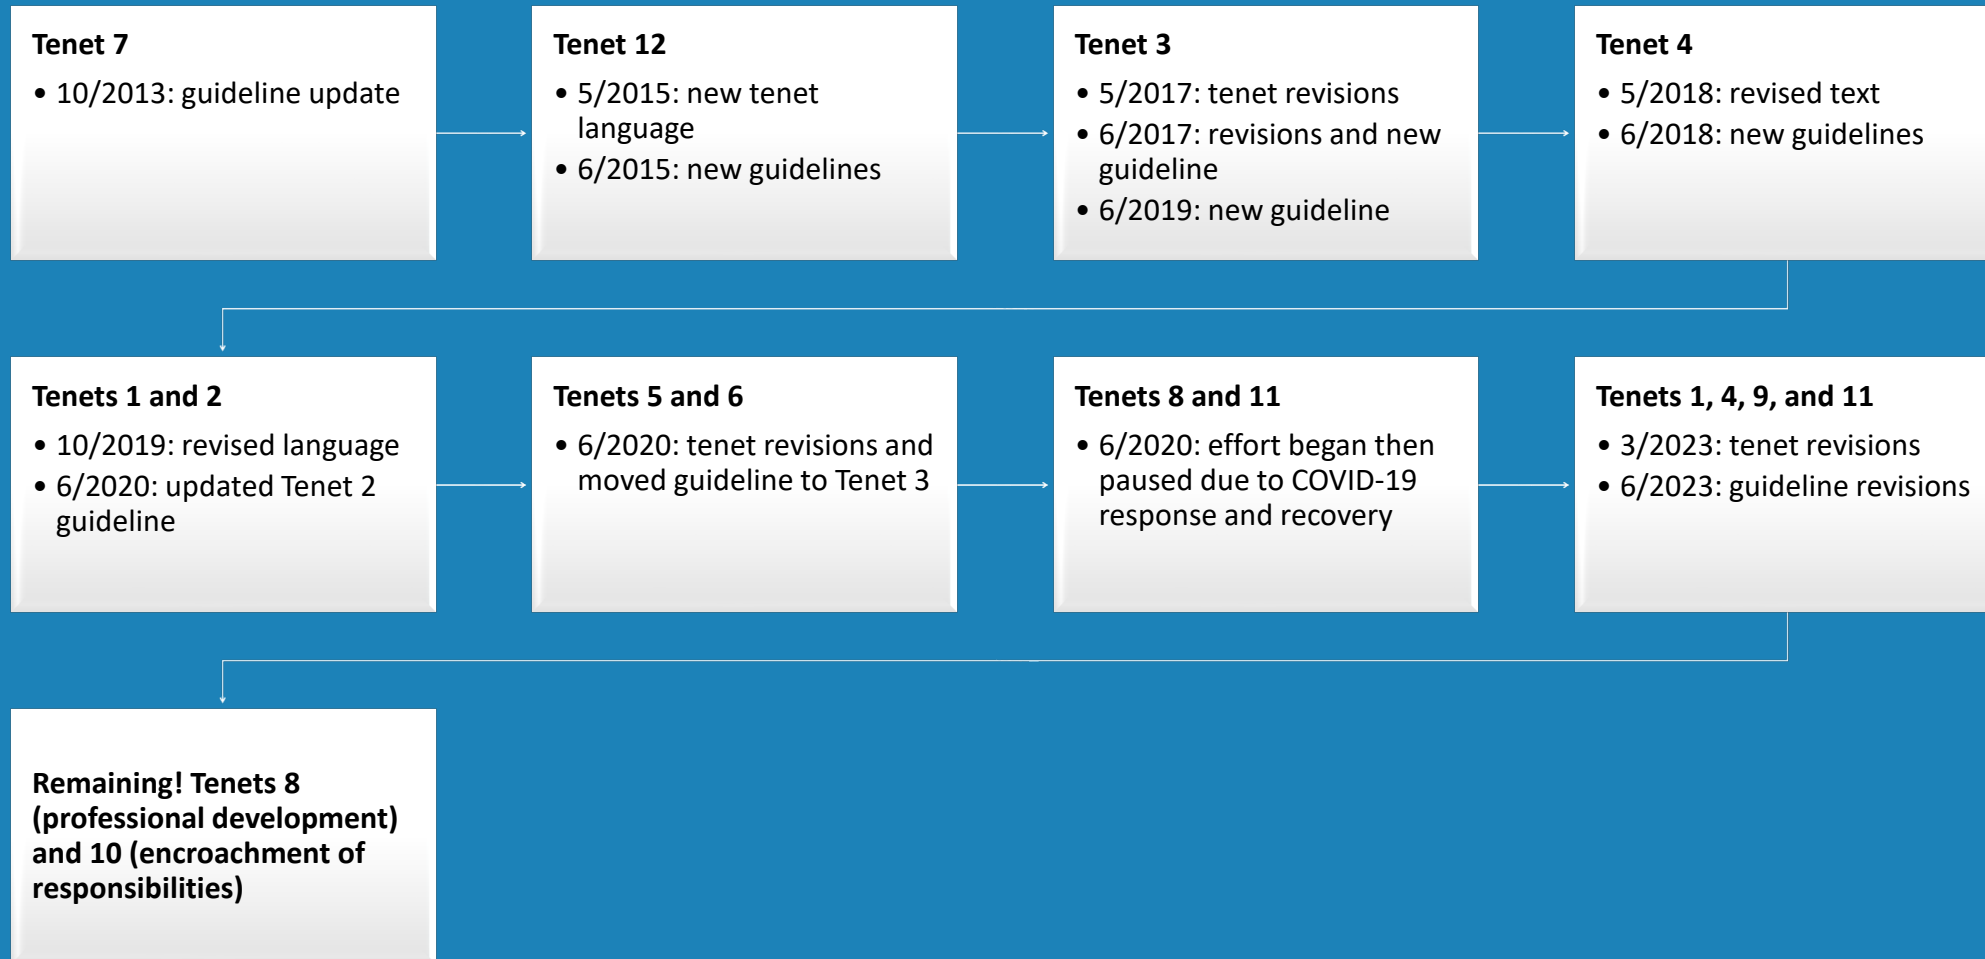 Tenet 7
• 10/2013: guideline update
Tenet 12
• 5/2015: new tenet
language
• 6/2015: new guidelines
Tenet 3
• 5/2017: tenet revisions
• 6/2017: revisions and new
guideline
• 6/2019: new guideline
Tenet 4
• 5/2018: revised text
• 6/2018: new guidelines
Tenets 1 and 2
• 10/2019: revised language
• 6/2020: updated Tenet 2
guideline
Tenets 5 and 6
• 6/2020: tenet revisions and
moved guideline to Tenet 3
Tenets 8 and 11
• 6/2020: effort began then
paused due to COVID-19
response and recovery
Tenets 1, 4, 9, and 11
• 3/2023: tenet revisions
• 6/2023: guideline revisions
Remaining! Tenets 8
(professional development)
and 10 (encroachment of
responsibilities)